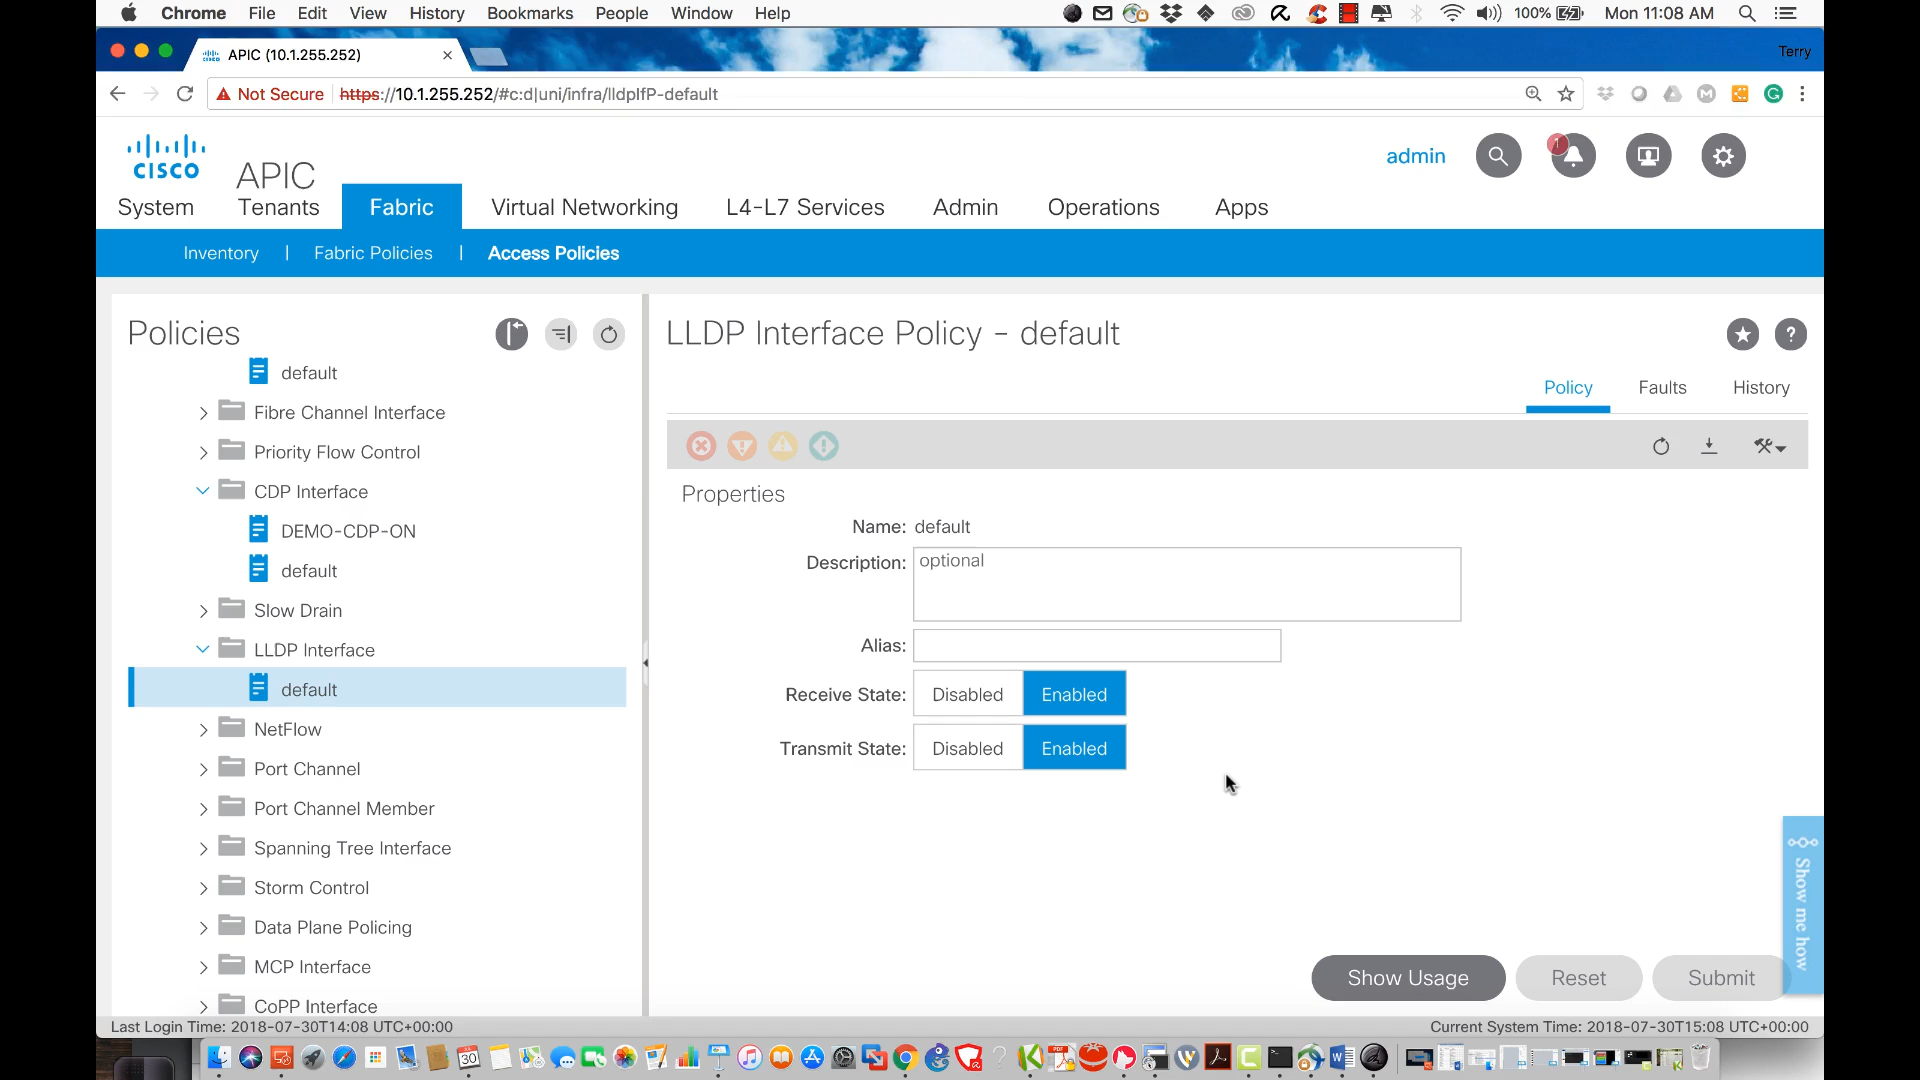 Chrome File Edit View History Bookmarks People Window Help 100% Mon 11:08 AM
APIC (10.1.255.252) Terry
Not Secure https://10.1.255.252/#c:d|uni/infra/lldpIfP-default
CISCO APIC admin 1
System Tenants Fabric Virtual Networking L4-L7 Services Admin Operations Apps
Inventory | Fabric Policies | Access Policies
Policies
default
Fibre Channel Interface
Priority Flow Control
CDP Interface
DEMO-CDP-ON
default
Slow Drain
LLDP Interface
default
NetFlow
Port Channel
Port Channel Member
Spanning Tree Interface
Storm Control
Data Plane Policing
MCP Interface
CoPP Interface
LLDP Interface Policy - default
Policy Faults History
Properties
Name: default
Description: optional
Alias:
Receive State: Disabled Enabled
Transmit State: Disabled Enabled
Show me how
Show Usage Reset Submit
Last Login Time: 2018-07-30T14:08 UTC+00:00 Current System Time: 2018-07-30T15:08 UTC+00:00